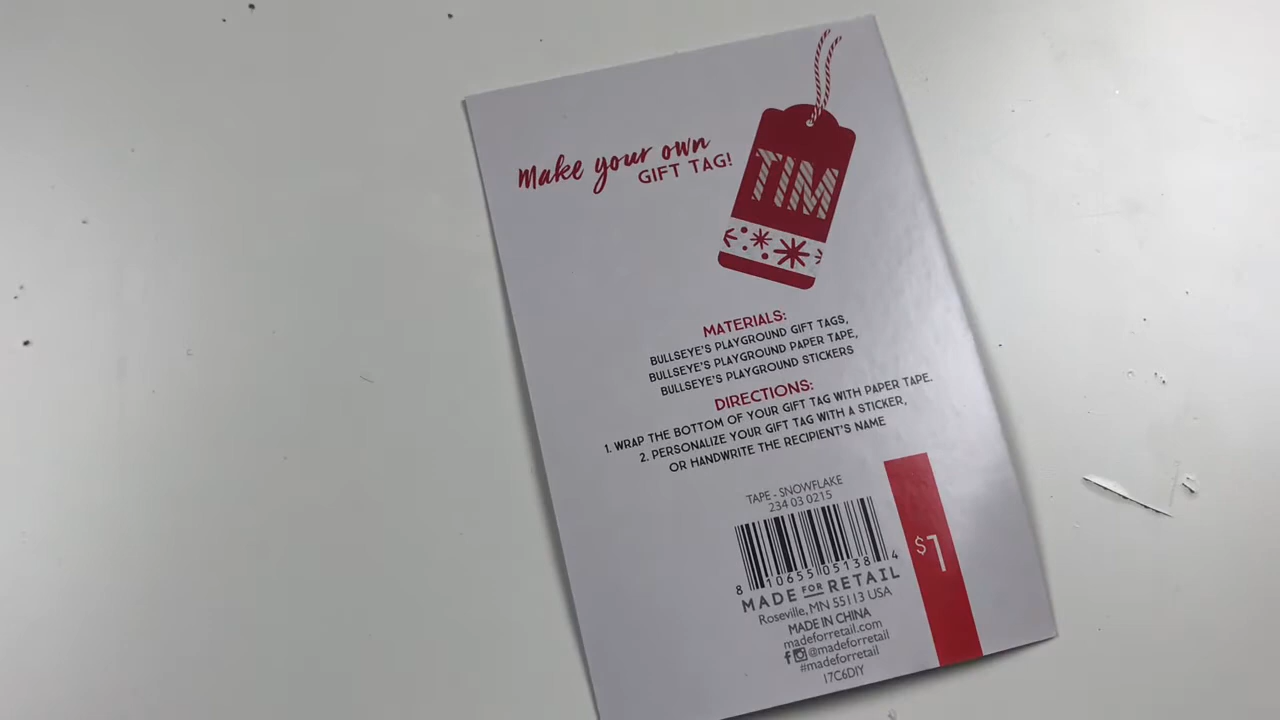 Make your own
GIFT TAG!
TIM
MATERIALS:
BULLSEYE'S PLAYGROUND GIFT TAGS,
BULLSEYE'S PLAYGROUND PAPER TAPE,
BULLSEYE'S PLAYGROUND STICKERS
DIRECTIONS:
1. WRAP THE BOTTOM OF YOUR GIFT TAG WITH PAPER TAPE.
2. PERSONALIZE YOUR GIFT TAG WITH A STICKER,
OR HANDWRITE THE RECIPIENT'S NAME
TAPE - SNOWFLAKE
234 03 0215
8 10655 05138 4
$1
MADE FOR RETAIL
Roseville, MN 55113 USA
MADE IN CHINA
madeforretail.com
@madeforretail
#madeforretail
17C6DIY